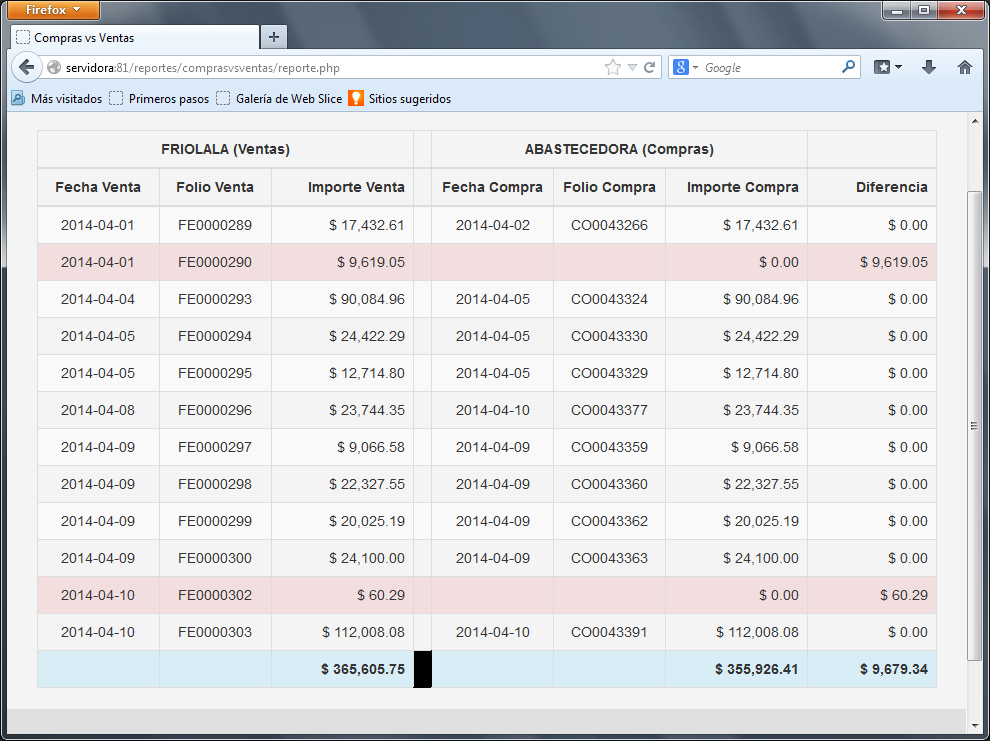 Firefox
Compras vs Ventas
servidora:81/reportes/comprasvsventas/reporte.php
8 Google
Más visitados Primeros pasos Galería de Web Slice Sitios sugeridos
FRIOLALA (Ventas) ABASTECEDORA (Compras)
Fecha Venta Folio Venta Importe Venta Fecha Compra Folio Compra Importe Compra Diferencia
2014-04-01 FE0000289 $ 17,432.61 2014-04-02 CO0043266 $ 17,432.61 $ 0.00
2014-04-01 FE0000290 $ 9,619.05 $ 0.00 $ 9,619.05
2014-04-04 FE0000293 $ 90,084.96 2014-04-05 CO0043324 $ 90,084.96 $ 0.00
2014-04-05 FE0000294 $ 24,422.29 2014-04-05 CO0043330 $ 24,422.29 $ 0.00
2014-04-05 FE0000295 $ 12,714.80 2014-04-05 CO0043329 $ 12,714.80 $ 0.00
2014-04-08 FE0000296 $ 23,744.35 2014-04-10 CO0043377 $ 23,744.35 $ 0.00
2014-04-09 FE0000297 $ 9,066.58 2014-04-09 CO0043359 $ 9,066.58 $ 0.00
2014-04-09 FE0000298 $ 22,327.55 2014-04-09 CO0043360 $ 22,327.55 $ 0.00
2014-04-09 FE0000299 $ 20,025.19 2014-04-09 CO0043362 $ 20,025.19 $ 0.00
2014-04-09 FE0000300 $ 24,100.00 2014-04-09 CO0043363 $ 24,100.00 $ 0.00
2014-04-10 FE0000302 $ 60.29 $ 0.00 $ 60.29
2014-04-10 FE0000303 $ 112,008.08 2014-04-10 CO0043391 $ 112,008.08 $ 0.00
$ 365,605.75 $ 355,926.41 $ 9,679.34